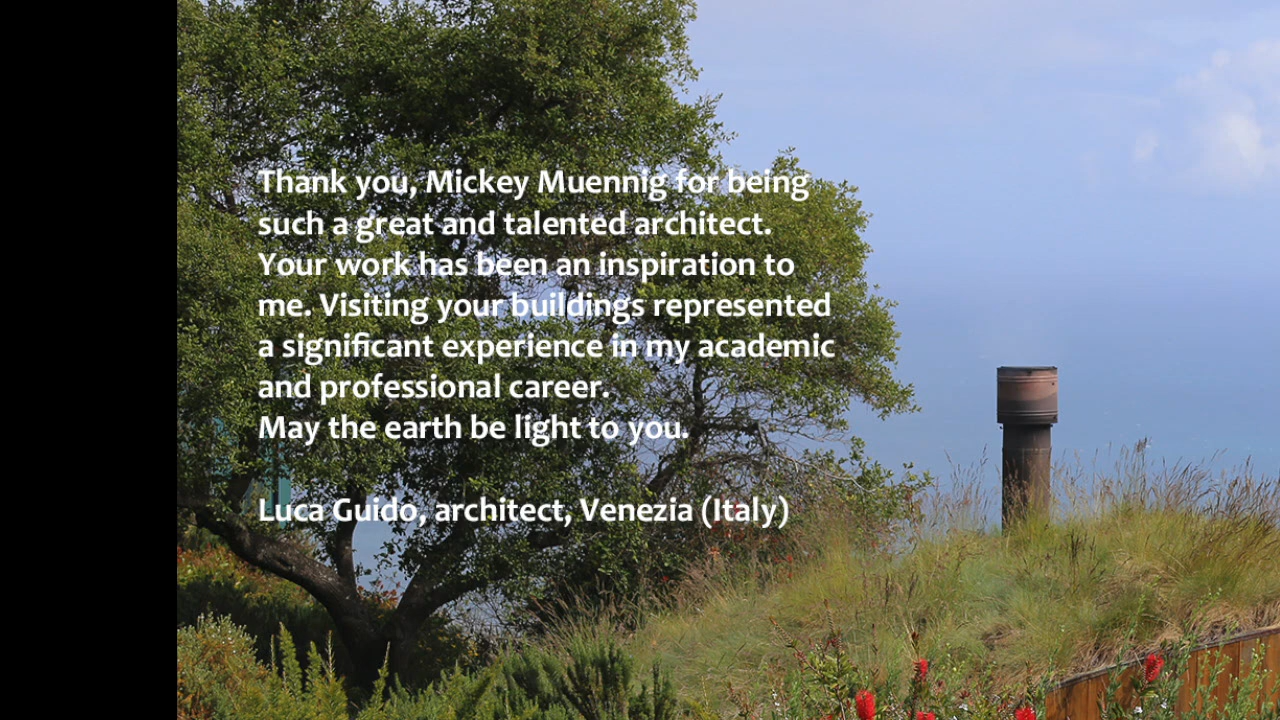 Thank you, Mickey Muennig for being
such a great and talented architect.
Your work has been an inspiration to
me. Visiting your buildings represented
a significant experience in my academic
and professional career.
May the earth be light to you.
Luca Guido, architect, Venezia (Italy)